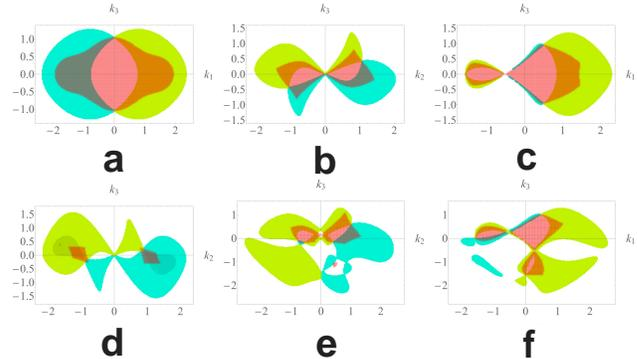 k3 k3 k3
1.0 1.5 1.5
0.5 1.0 1.0
0.0 k1 0.5 k2 0.5 k1
−0.5 0.0 0.0
−1.0 −0.5 −0.5
−1.0 −1.0
−1.5 −1.5
−2 −1 0 1 2 −2 −1 0 1 2 −1 0 1 2
a b c
k3 k3 k3
1.5 1 1
1.0 0 k2 0 k1
0.5 −1 −1
0.0 k2 −2 −2
−0.5
−1.0
−1.5
−2 −1 0 1 2 −2 −1 0 1 2 −2 −1 0 1 2
d e f